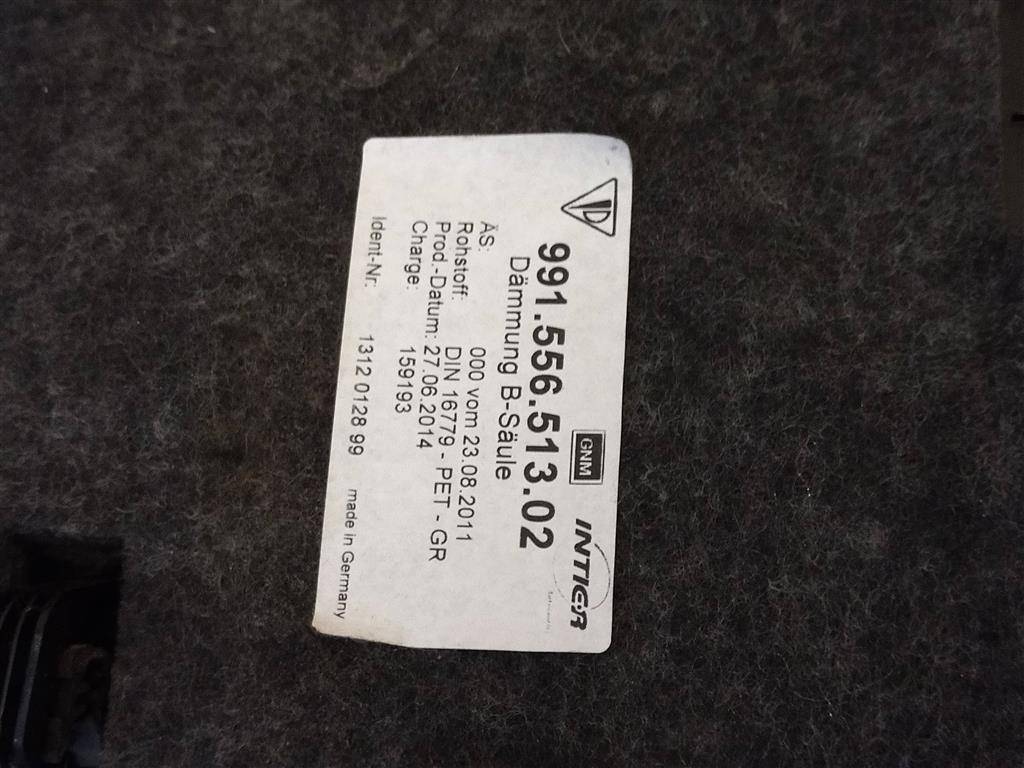 GNM
INTIER
991.556.513.02
Dämmung B-Säule
ÄS: 000 vom 23.08.2011
Rohstoff: DIN 16779 - PET - GR
Prod.-Datum: 27.06.2014
Charge: 159193
Ident-Nr: 1312 0128 99 made in Germany